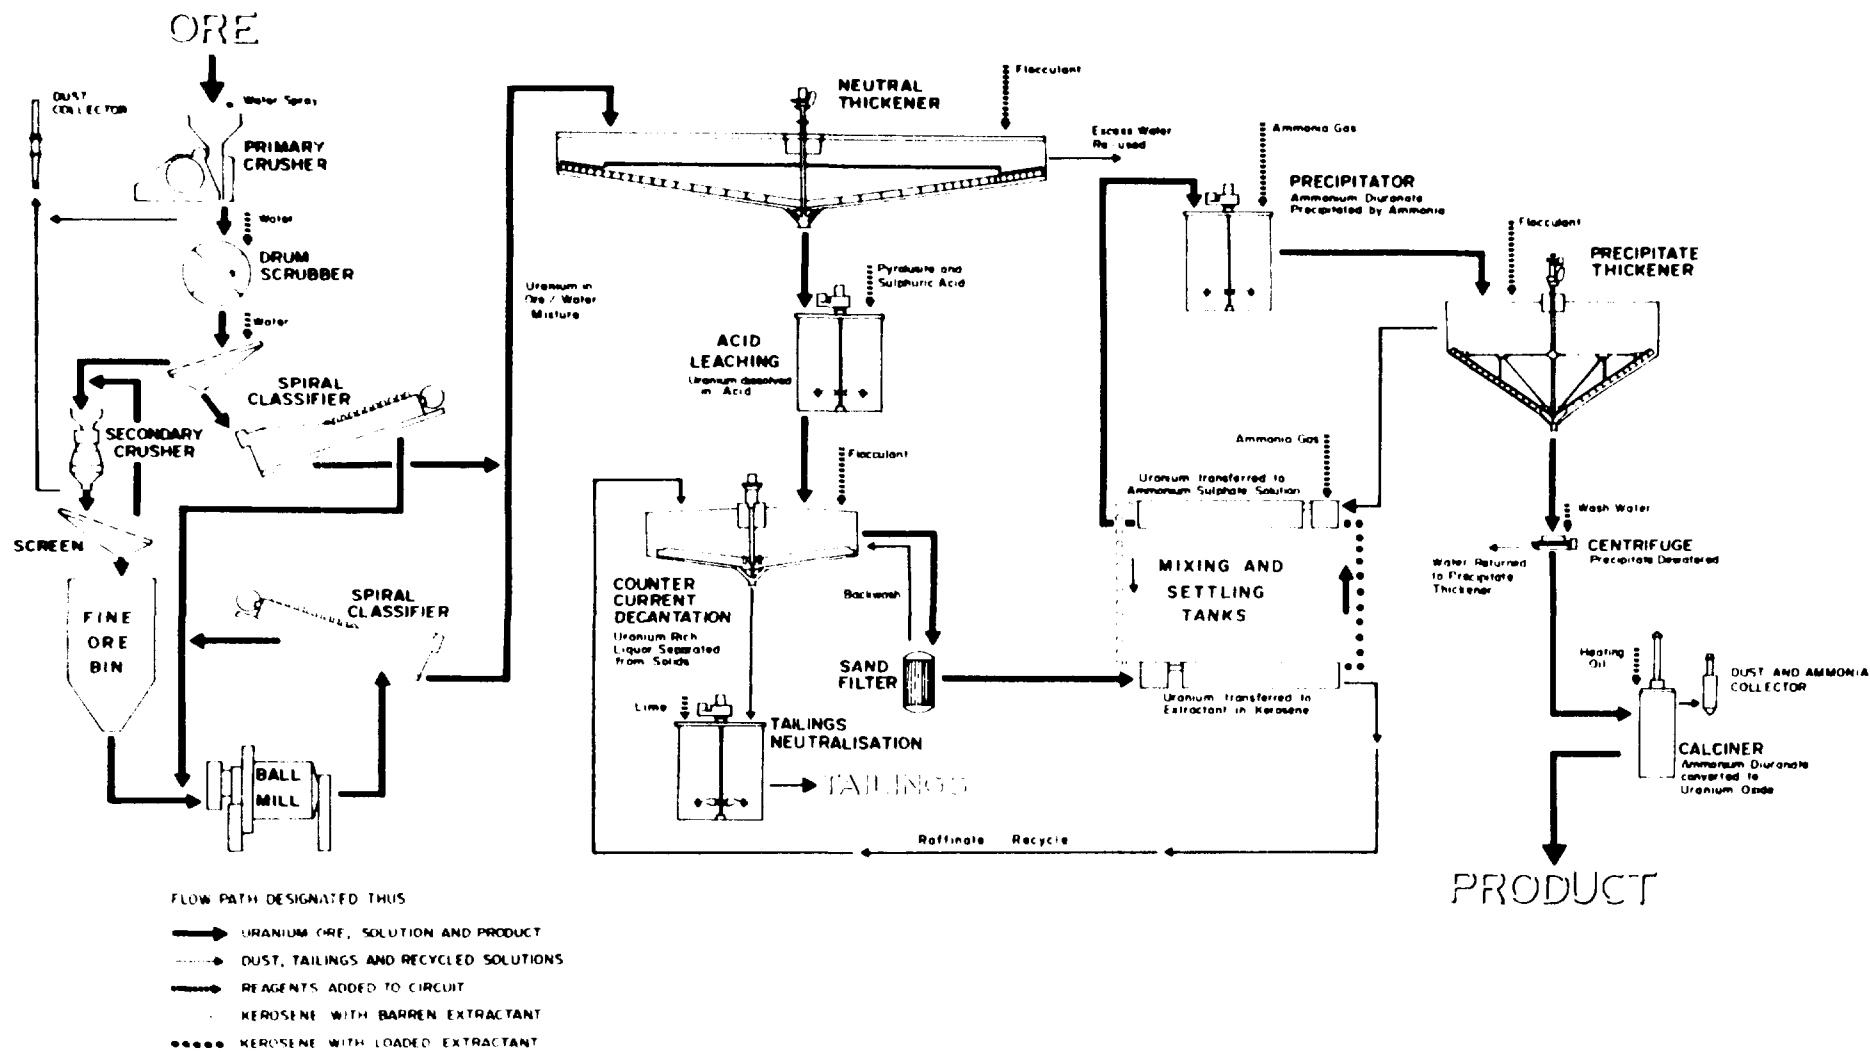 ORE
DUST
COLLECTOR
Water Spray
PRIMARY
CRUSHER
Water
DRUM
SCRUBBER
Water
SPIRAL
CLASSIFIER
SECONDARY
CRUSHER
SCREEN
FINE
ORE
BIN
SPIRAL
CLASSIFIER
BALL
MILL
Uranium in
Ore / Water
Mixture
NEUTRAL
THICKENER
Flocculant
Excess Water
Re-used
Pyrolusite and
Sulphuric Acid
ACID
LEACHING
Uranium dissolved
in Acid
Flocculant
COUNTER
CURRENT
DECANTATION
Uranium Rich
Liquor Separated
from Solids
Backwash
SAND
FILTER
Lime
TAILINGS
NEUTRALISATION
TAILINGS
Raffinate Recycle
Ammonia Gas
PRECIPITATOR
Ammonium Diuranate
Precipitated by Ammonia
Flocculant
PRECIPITATE
THICKENER
Ammonia Gas
Uranium transferred to
Ammonium Sulphate Solution
MIXING AND
SETTLING
TANKS
Uranium transferred to
Extractant in Kerosene
Wash Water
CENTRIFUGE
Precipitate Dewatered
Water Returned
to Precipitate
Thickener
Heating
Oil
DUST AND AMMONIA
COLLECTOR
CALCINER
Ammonium Diuranate
converted to
Uranium Oxide
PRODUCT
FLOW PATH DESIGNATED THUS
URANIUM ORE, SOLUTION AND PRODUCT
DUST, TAILINGS AND RECYCLED SOLUTIONS
REAGENTS ADDED TO CIRCUIT
KEROSENE WITH BARREN EXTRACTANT
KEROSENE WITH LOADED EXTRACTANT